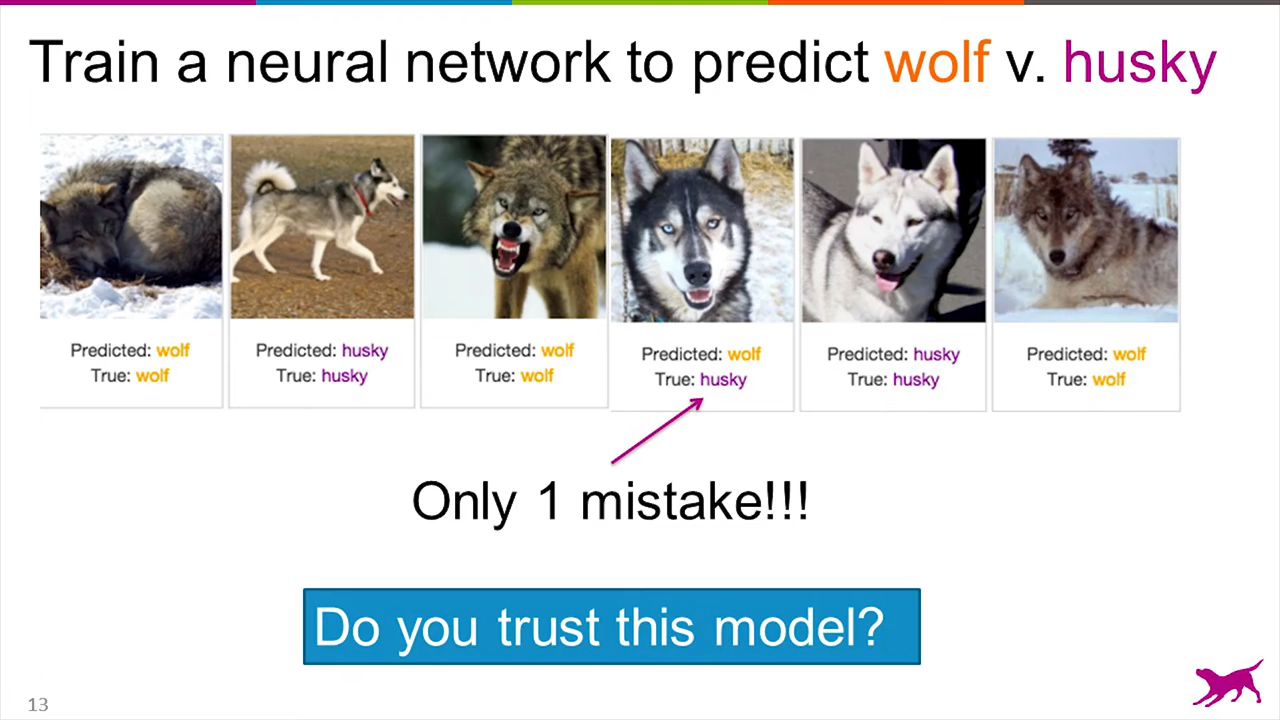 Train a neural network to predict wolf v. husky
Predicted: wolf
True: wolf
Predicted: husky
True: husky
Predicted: wolf
True: wolf
Predicted: wolf
True: husky
Predicted: husky
True: husky
Predicted: wolf
True: wolf
Only 1 mistake!!!
Do you trust this model?
13